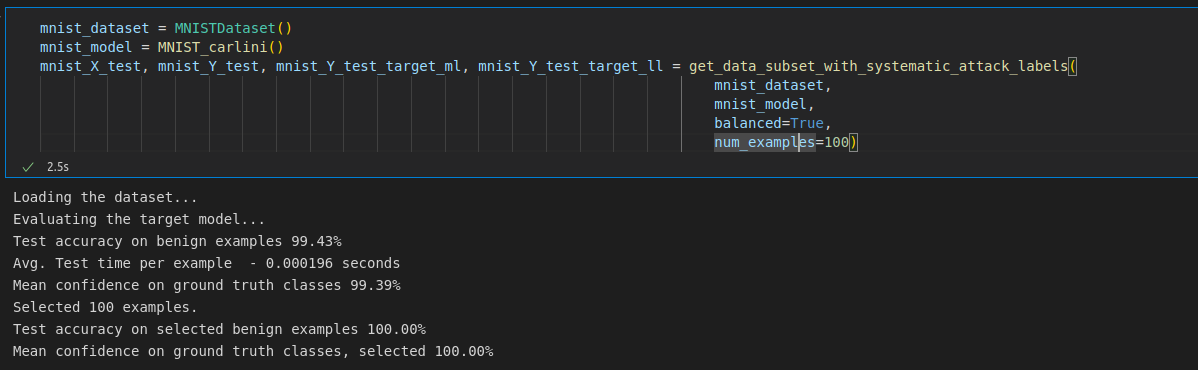 mnist_dataset = MNISTDataset()
mnist_model = MNIST_carlini()
mnist_X_test, mnist_Y_test, mnist_Y_test_target_ml, mnist_Y_test_target_ll = get_data_subset_with_systematic_attack_labels(
mnist_dataset,
mnist_model,
balanced=True,
num_examples=100)
2.5s
Loading the dataset...
Evaluating the target model...
Test accuracy on benign examples 99.43%
Avg. Test time per example  - 0.000196 seconds
Mean confidence on ground truth classes 99.39%
Selected 100 examples.
Test accuracy on selected benign examples 100.00%
Mean confidence on ground truth classes, selected 100.00%